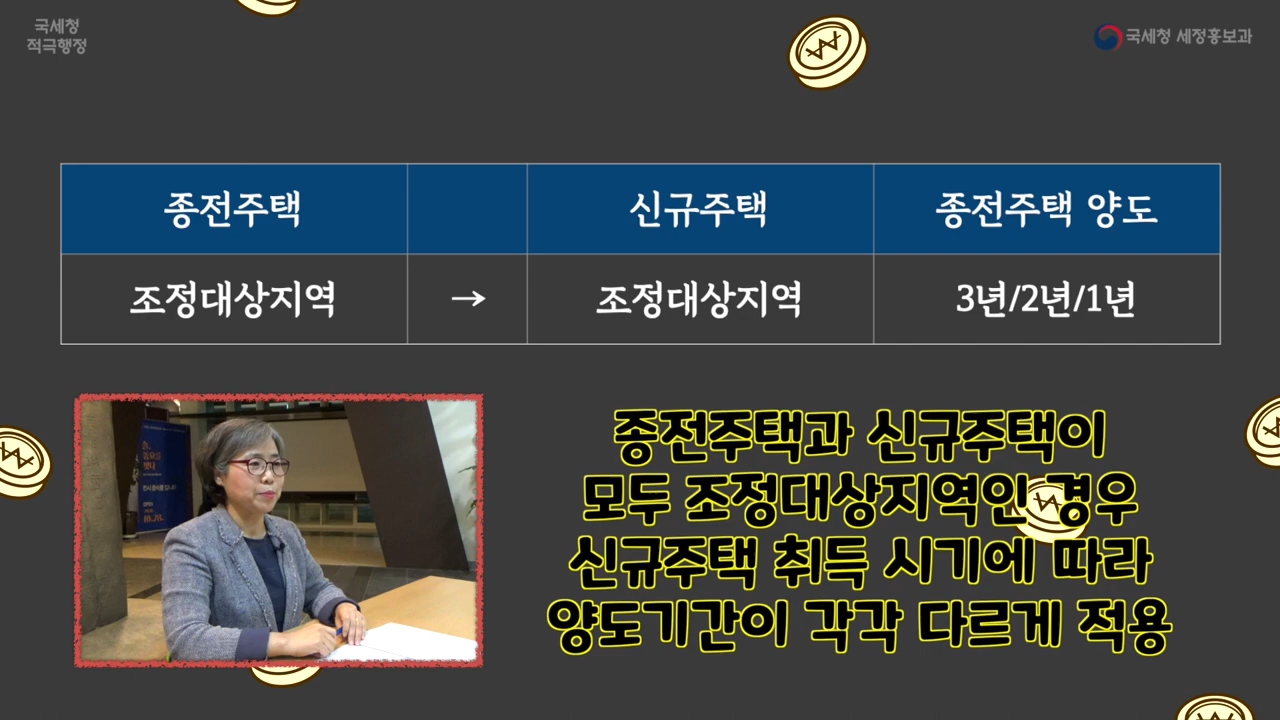 국세청
적극행정
국세청 세정홍보과
종전주택 신규주택 종전주택 양도
조정대상지역 → 조정대상지역 3년/2년/1년
종전주택과 신규주택이
모두 조정대상지역인 경우
신규주택 취득 시기에 따라
양도기간이 각각 다르게 적용